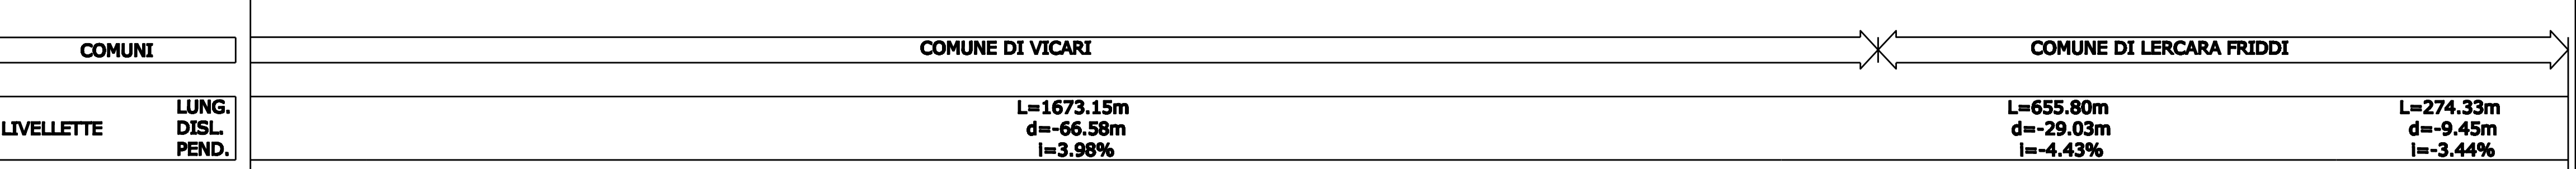 COMUNI
COMUNE DI VICARI
COMUNE DI LERCARA FRIDDI
LIVELLETTE
LUNG.
DISL.
PEND.
L=1673.15m
d=-66.58m
i=3.98%
L=655.80m
d=-29.03m
i=-4.43%
L=274.33m
d=-9.45m
i=-3.44%